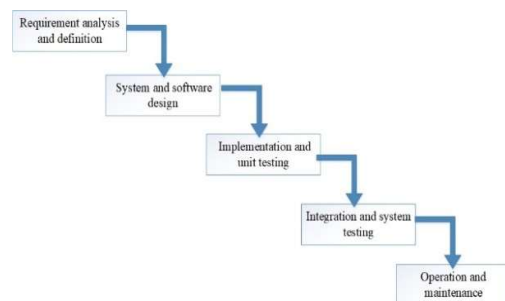 Requirement analysis
and definition
System and software
design
Implementation and
unit testing
Integration and system
testing
Operation and
maintenance